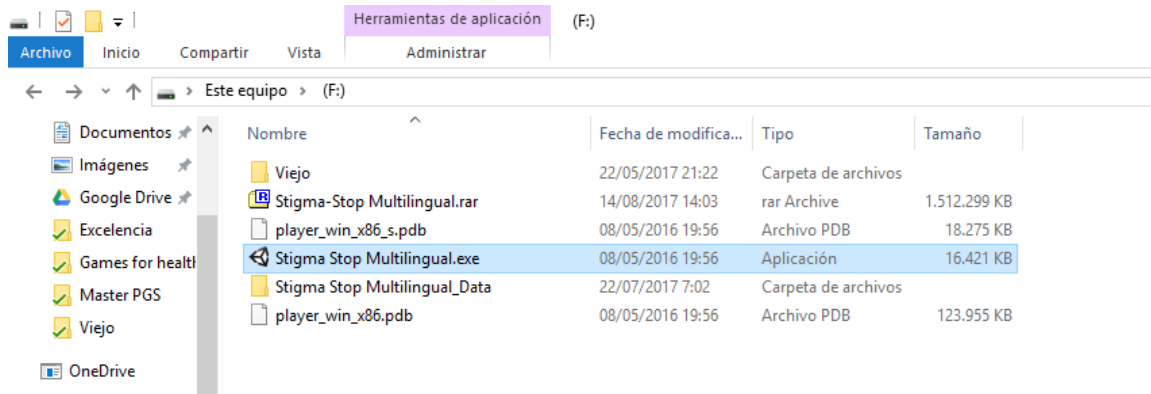 Herramientas de aplicación (F:)
Archivo Inicio Compartir Vista Administrar
Este equipo (F:)
Documentos
Imágenes
Google Drive
Excelencia
Games for healtl
Master PGS
Viejo
OneDrive
Nombre Fecha de modifica... Tipo Tamaño
Viejo 22/05/2017 21:22 Carpeta de archivos
Stigma-Stop Multilingual.rar 14/08/2017 14:03 rar Archive 1.512.299 KB
player_win_x86_s.pdb 08/05/2016 19:56 Archivo PDB 18.275 KB
Stigma Stop Multilingual.exe 08/05/2016 19:56 Aplicación 16.421 KB
Stigma Stop Multilingual_Data 22/07/2017 7:02 Carpeta de archivos
player_win_x86.pdb 08/05/2016 19:56 Archivo PDB 123.955 KB